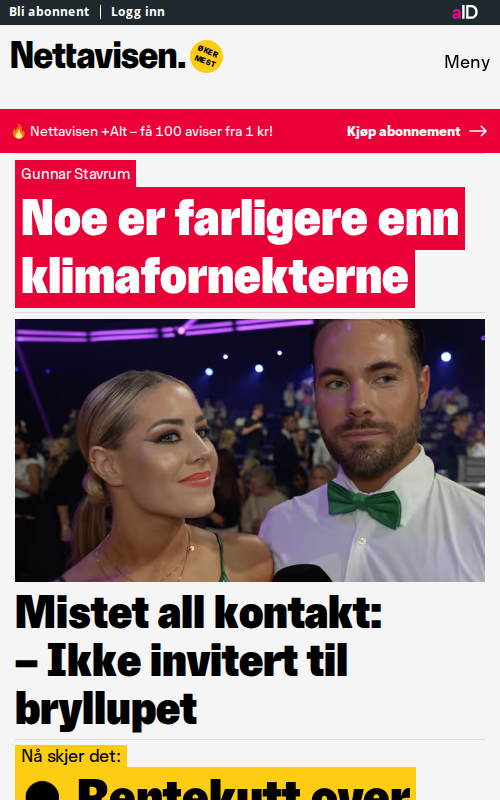 Bli abonnent | Logg inn
aID
Nettavisen.
ØKER
MEST
Meny
Nettavisen +Alt – få 100 aviser fra 1 kr!
Kjøp abonnement
Gunnar Stavrum
Noe er farligere enn
klimafornekterne
Mistet all kontakt:
– Ikke invitert til
bryllupet
Nå skjer det:
● Rentekutt over